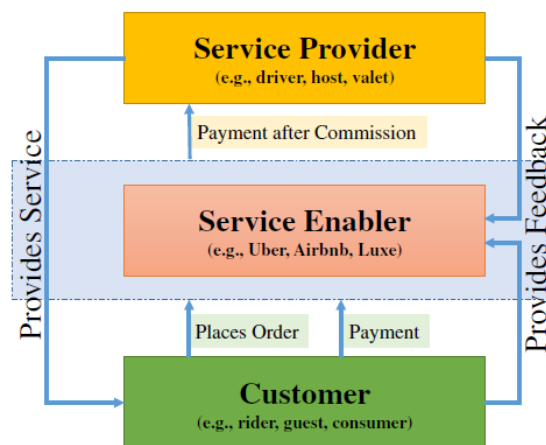 Service Provider
(e.g., driver, host, valet)
Payment after Commission
Provides Service
Provides Feedback
Service Enabler
(e.g., Uber, Airbnb, Luxe)
Places Order
Payment
Customer
(e.g., rider, guest, consumer)